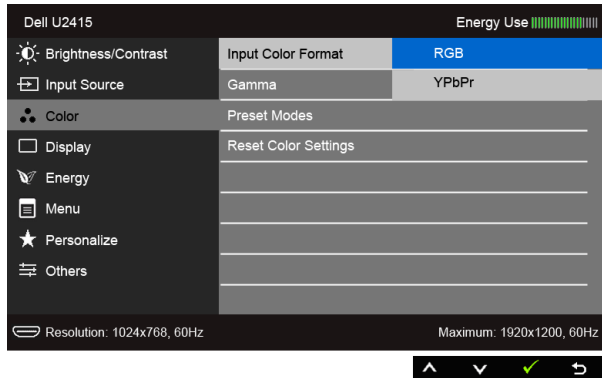 Dell U2415 Energy Use
Brightness/Contrast Input Color Format RGB
Input Source Gamma YPbPr
Color Preset Modes
Display Reset Color Settings
Energy
Menu
Personalize
Others
Resolution: 1024x768, 60Hz Maximum: 1920x1200, 60Hz